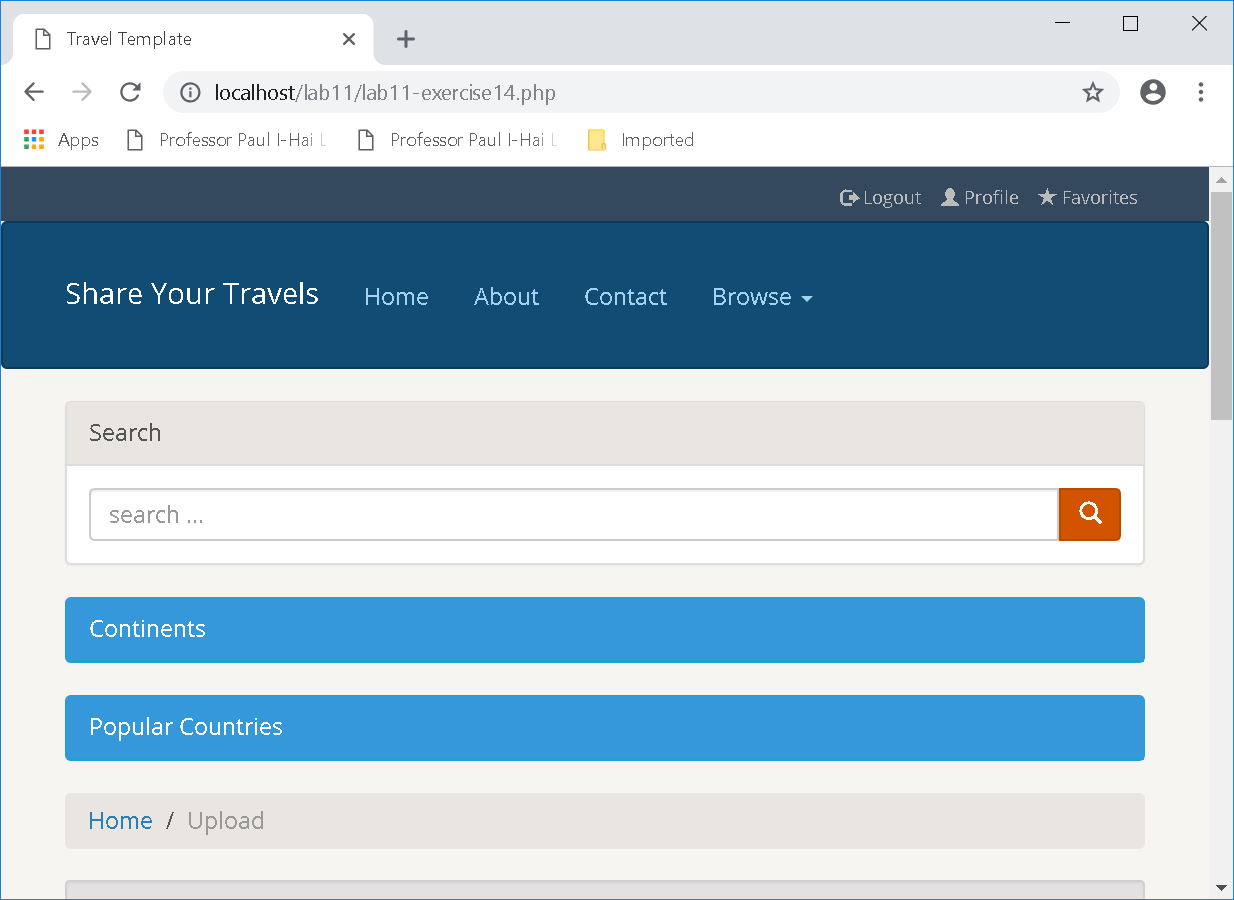 Travel Template
localhost/lab11/lab11-exercise14.php
Apps Professor Paul I-Hai Professor Paul I-Hai Imported
Logout Profile Favorites
Share Your Travels Home About Contact Browse
Search
search ...
Continents
Popular Countries
Home / Upload